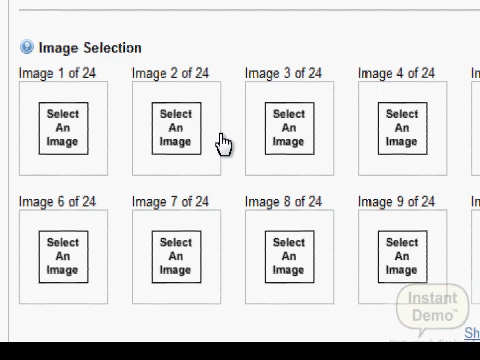 Image Selection
Image 1 of 24 Image 2 of 24 Image 3 of 24 Image 4 of 24
Select Select Select Select
An An An An
Image Image Image Image
Image 6 of 24 Image 7 of 24 Image 8 of 24 Image 9 of 24
Select Select Select Select
An An An An
Image Image Image Image
Instant
Demo™